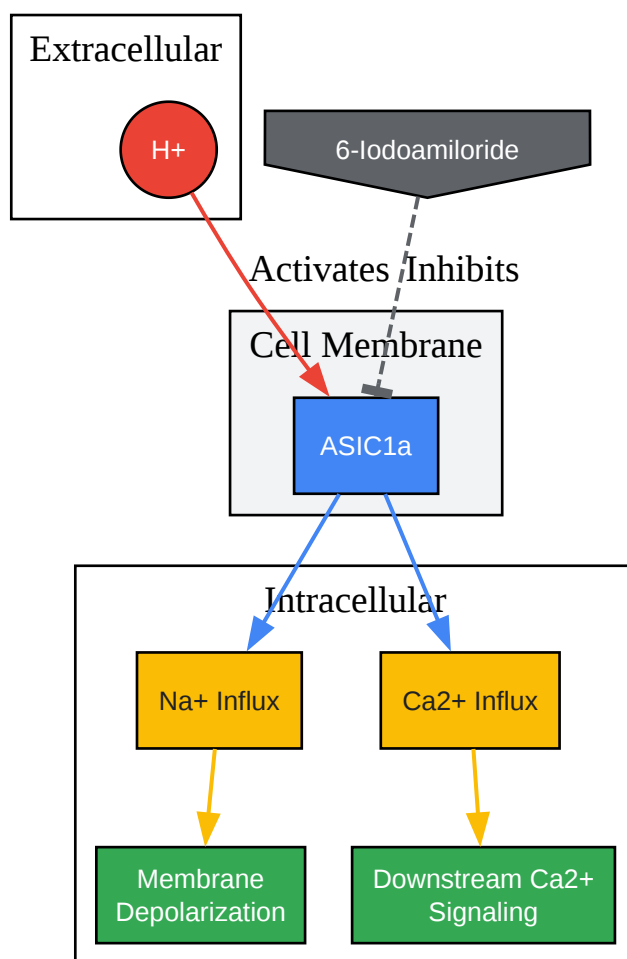 Extracellular
H+
6-Iodoamiloride
Activates
Inhibits
Cell Membrane
ASIC1a
Intracellular
Na+ Influx
Ca2+ Influx
Membrane
Depolarization
Downstream Ca2+
Signaling